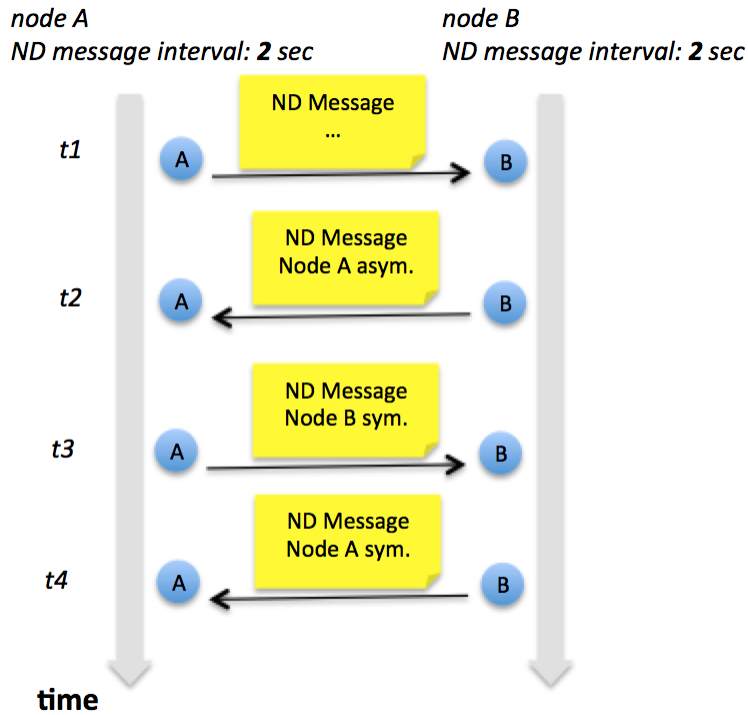 node A
ND message interval: 2 sec
node B
ND message interval: 2 sec
ND Message
...
t1
A
B
ND Message
Node A asym.
t2
A
B
ND Message
Node B sym.
t3
A
B
ND Message
Node A sym.
t4
A
B
time